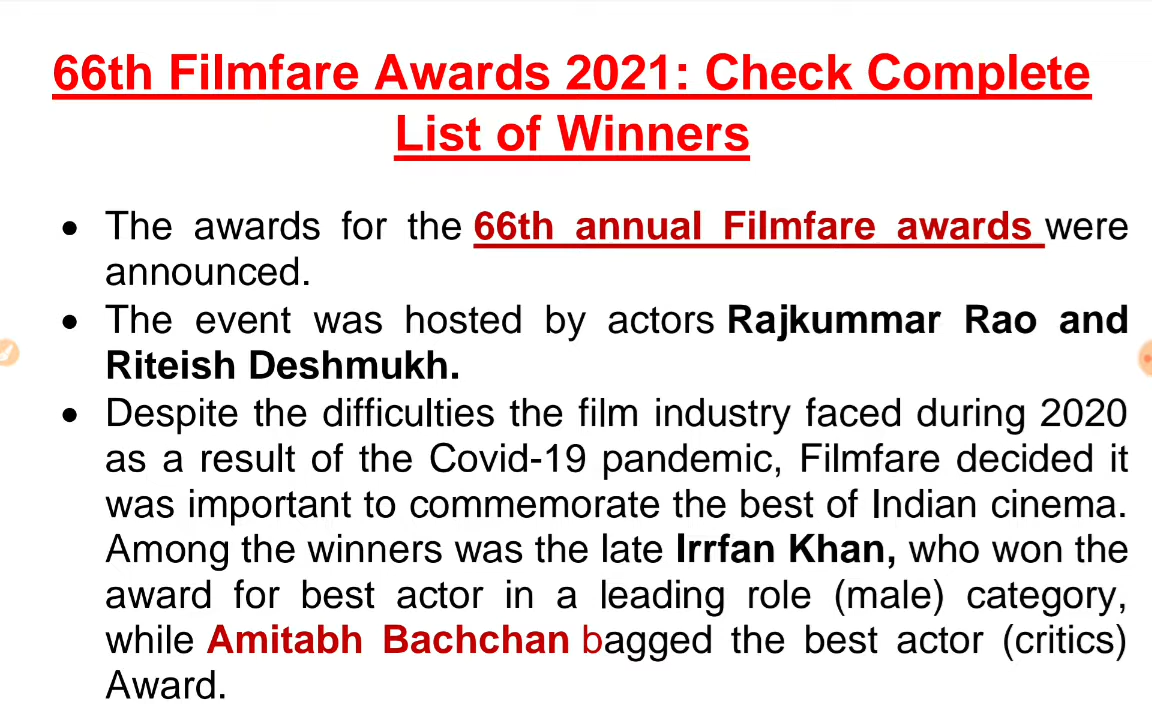 66th Filmfare Awards 2021: Check Complete
List of Winners
• The awards for the 66th annual Filmfare awards were
announced.
• The event was hosted by actors Rajkummar Rao and
Riteish Deshmukh.
• Despite the difficulties the film industry faced during 2020
as a result of the Covid-19 pandemic, Filmfare decided it
was important to commemorate the best of Indian cinema.
Among the winners was the late Irrfan Khan, who won the
award for best actor in a leading role (male) category,
while Amitabh Bachchan bagged the best actor (critics)
Award.